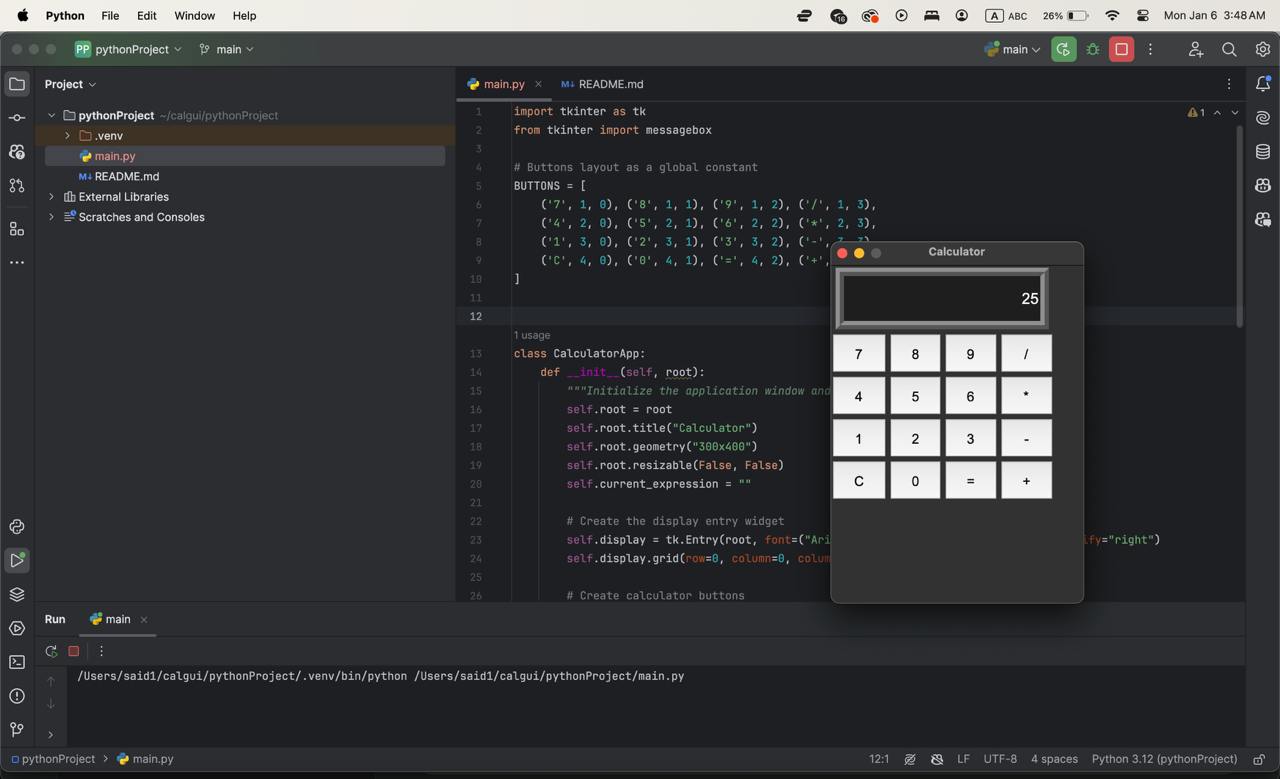 Python File Edit Window Help
16 A ABC 26% Mon Jan 6 3:48 AM
PP pythonProject main
main
Project
pythonProject ~/calgui/pythonProject
.venv
main.py
M↓ README.md
External Libraries
Scratches and Consoles
main.py
M↓ README.md
1
1 import tkinter as tk
2 from tkinter import messagebox
3
4 # Buttons layout as a global constant
5 BUTTONS = [
6 ('7', 1, 0), ('8', 1, 1), ('9', 1, 2), ('/', 1, 3),
7 ('4', 2, 0), ('5', 2, 1), ('6', 2, 2), ('*', 2, 3),
8 ('1', 3, 0), ('2', 3, 1), ('3', 3, 2), ('-', 3, 3),
9 ('C', 4, 0), ('0', 4, 1), ('=', 4, 2), ('+',
10 ]
11
12
1 usage
13 class CalculatorApp:
14 def __init__(self, root):
15 """Initialize the application window and
16 self.root = root
17 self.root.title("Calculator")
18 self.root.geometry("300x400")
19 self.root.resizable(False, False)
20 self.current_expression = ""
21
22 # Create the display entry widget
23 self.display = tk.Entry(root, font=("Ari ify="right")
24 self.display.grid(row=0, column=0, colum
25
26 # Create calculator buttons
Calculator
25
7 8 9 /
4 5 6 *
1 2 3 -
C 0 = +
Run main
/Users/said1/calgui/pythonProject/.venv/bin/python /Users/said1/calgui/pythonProject/main.py
pythonProject > main.py
12:1 LF UTF-8 4 spaces Python 3.12 (pythonProject)